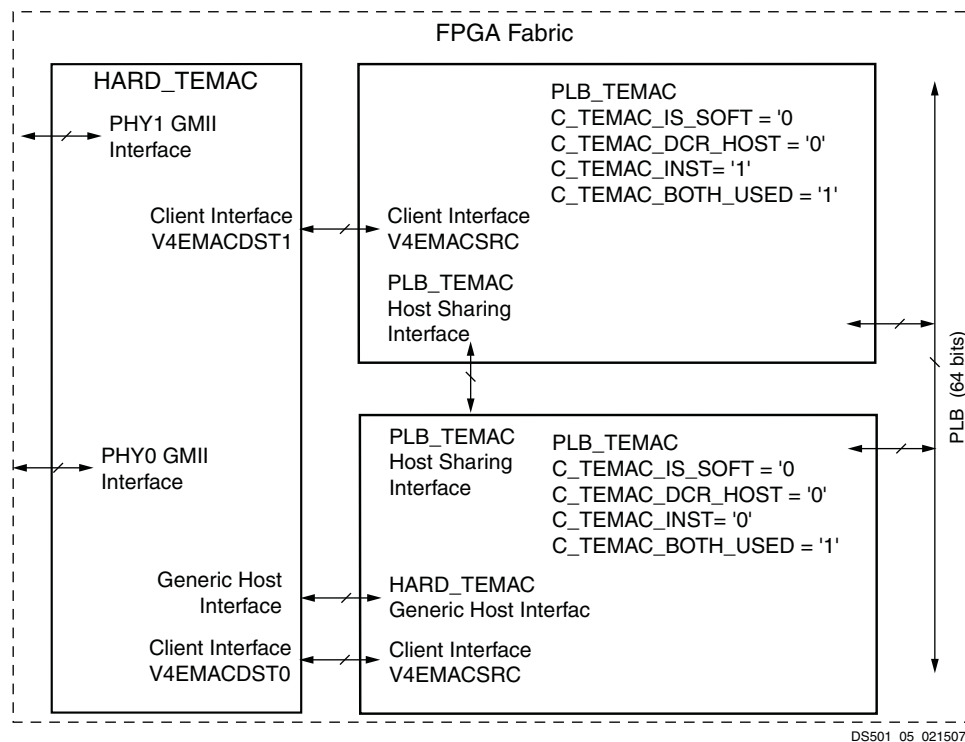 FPGA Fabric
HARD_TEMAC
PHY1 GMII
Interface
Client Interface
V4EMACDST1
PHY0 GMII
Interface
Generic Host
Interface
Client Interface
V4EMACDST0
PLB_TEMAC
C_TEMAC_IS_SOFT = '0
C_TEMAC_DCR_HOST = '0'
C_TEMAC_INST= '1'
C_TEMAC_BOTH_USED = '1'
Client Interface
V4EMACSRC
PLB_TEMAC
Host Sharing
Interface
PLB_TEMAC
Host Sharing
Interface
PLB_TEMAC
C_TEMAC_IS_SOFT = '0
C_TEMAC_DCR_HOST = '0'
C_TEMAC_INST= '0'
C_TEMAC_BOTH_USED = '1'
HARD_TEMAC
Generic Host Interfac
Client Interface
V4EMACSRC
PLB (64 bits)
DS501_05_021507